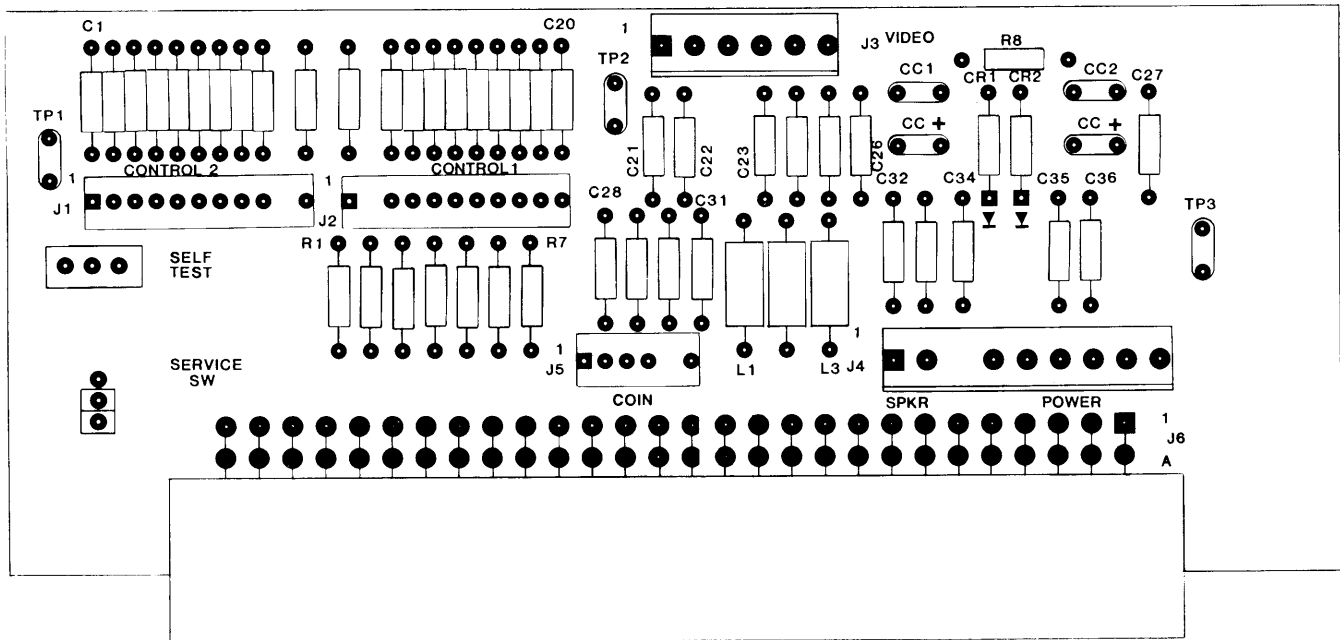 C1
C20
1
J3
VIDEO
R8
TP2
CC1
CR1
CR2
CC2
C27
TP1
CC +
CC +
C21
C22
C23
C26
1
CONTROL 2
1
CONTROL 1
J1
J2
C28
C31
C32
C34
C35
C36
TP3
R1
R7
SELF
TEST
1
J5
1
L1
L3
J4
SERVICE
SW
COIN
SPKR
POWER
1
J6
A